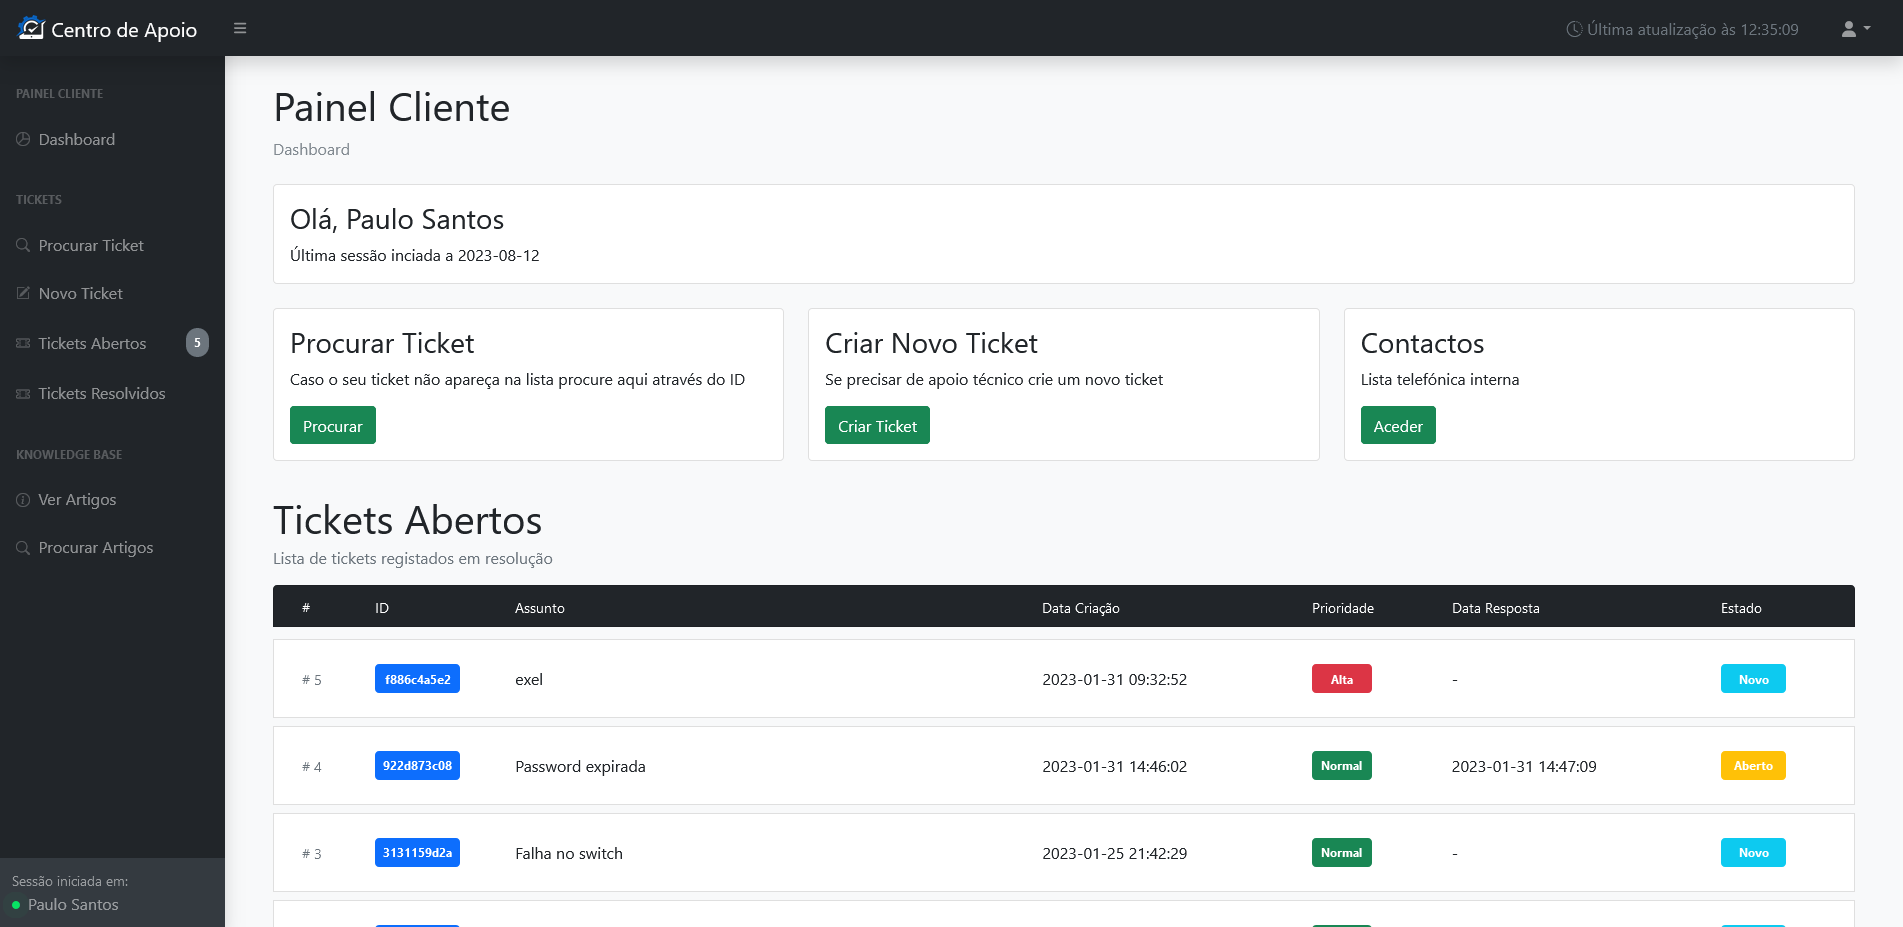 Centro de Apoio
Última atualização às 12:35:09
PAINEL CLIENTE
Dashboard
TICKETS
Procurar Ticket
Novo Ticket
Tickets Abertos 5
Tickets Resolvidos
KNOWLEDGE BASE
Ver Artigos
Procurar Artigos
Sessão iniciada em:
Paulo Santos
Painel Cliente
Dashboard
Olá, Paulo Santos
Última sessão inciada a 2023-08-12
Procurar Ticket
Caso o seu ticket não apareça na lista procure aqui através do ID
Procurar
Criar Novo Ticket
Se precisar de apoio técnico crie um novo ticket
Criar Ticket
Contactos
Lista telefónica interna
Aceder
Tickets Abertos
Lista de tickets registados em resolução
# ID Assunto Data Criação Prioridade Data Resposta Estado
# 5 f886c4a5e2 exel 2023-01-31 09:32:52 Alta - Novo
# 4 922d873c08 Password expirada 2023-01-31 14:46:02 Normal 2023-01-31 14:47:09 Aberto
# 3 3131159d2a Falha no switch 2023-01-25 21:42:29 Normal - Novo